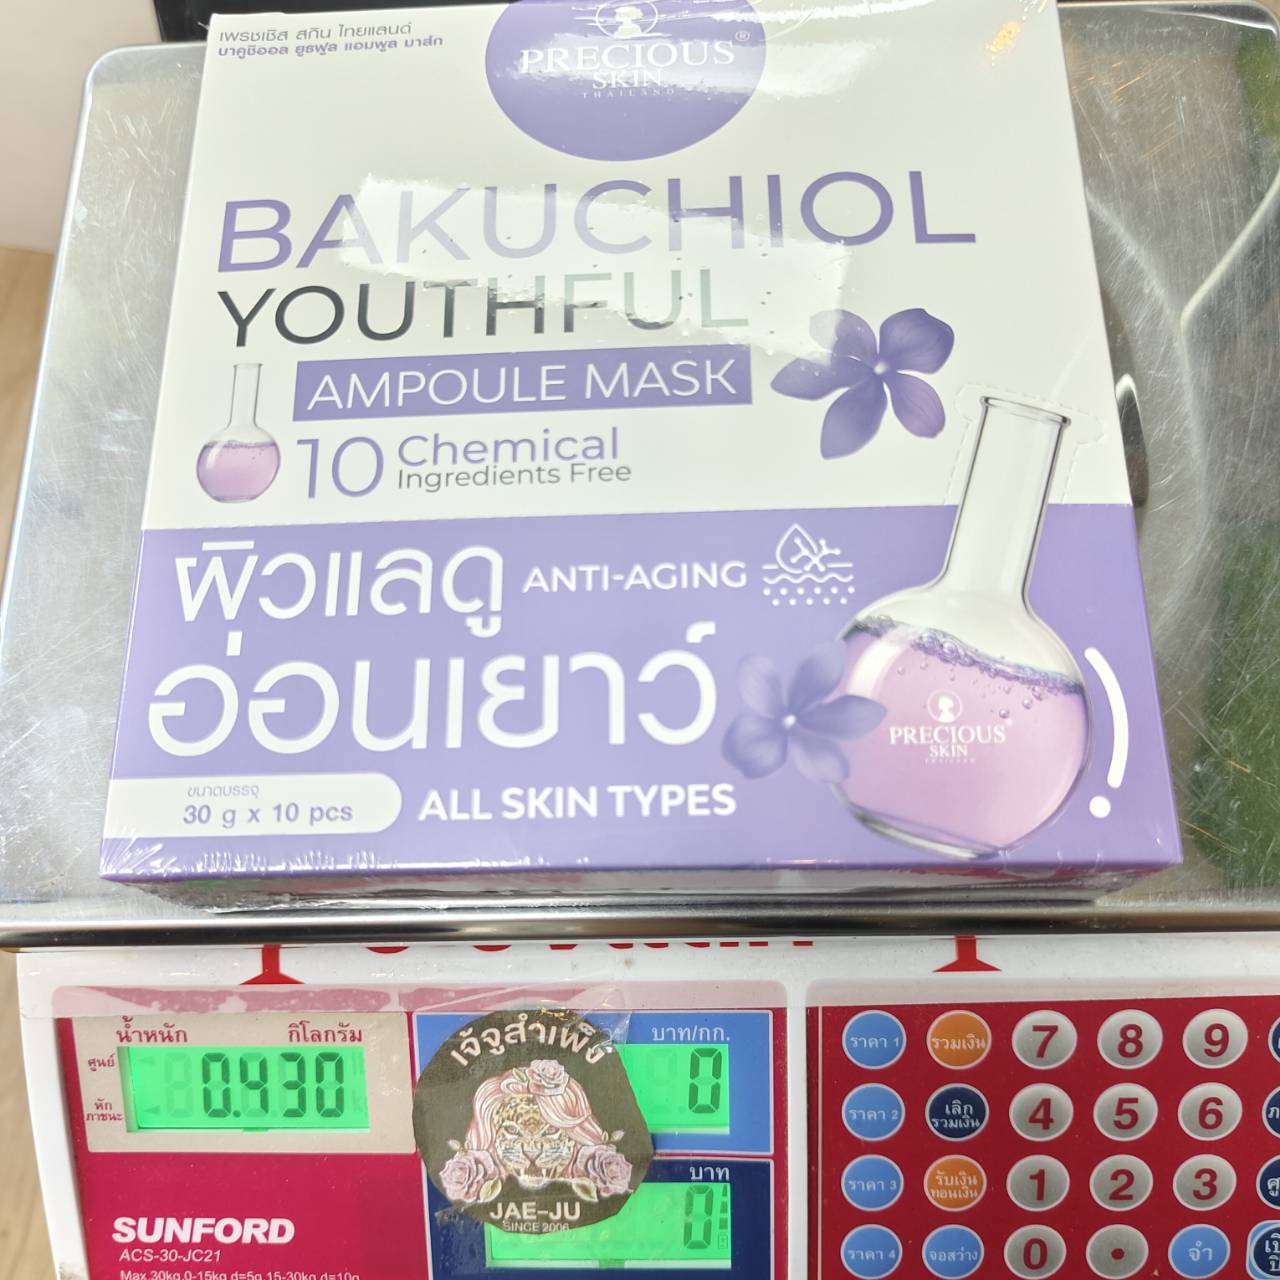 เพรชเชิส สกิน ไทยแลนด์
บาคูชิออล ยูธฟูล แอมพูล มาส์ก
PRECIOUS®
SKIN
THAILAND
BAKUCHIOL
YOUTHFUL
AMPOULE MASK
10 Chemical
Ingredients Free
ผิวแลดู ANTI-AGING
อ่อนเยาว์
PRECIOUS
SKIN
THAILAND
ขนาดบรรจุ
30 g x 10 pcs
ALL SKIN TYPES
น้ำหนัก กิโลกรัม
ศูนย์
หัก
ภาชนะ
0.430
บาท/กก.
0
บาท
0
เจ้จูสำเพ็ง
JAE-JU
SINCE 2006
SUNFORD
ACS-30-JC21
Max.30kg.0-15kg d=5g,15-30kg d=10g
ราคา 1 รวมเงิน 7 8 9
ราคา 2 เลิก รวมเงิน 4 5 6
ราคา 3 รับเงิน ทอนเงิน 1 2 3
ราคา 4 จอสว่าง 0 • จำ